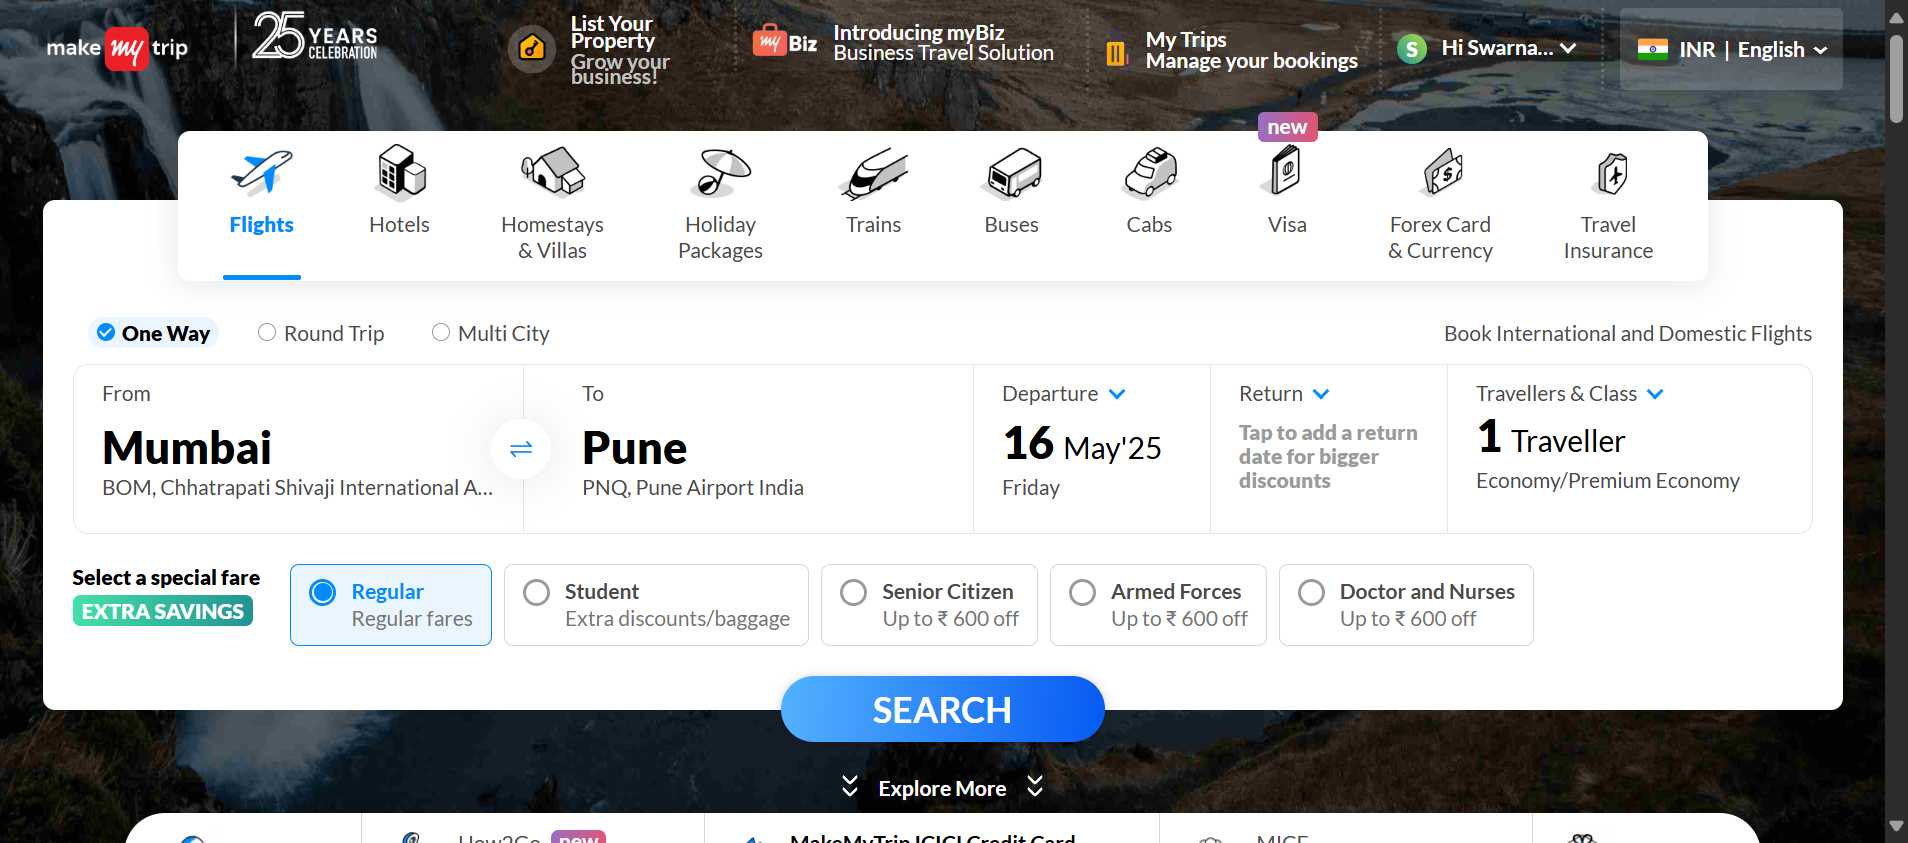 make my trip
25 YEARS
CELEBRATION
List Your
Property
Grow your
business!
my Biz
Introducing myBiz
Business Travel Solution
My Trips
Manage your bookings
S
Hi Swarna...
INR | English
new
Flights
Hotels
Homestays
& Villas
Holiday
Packages
Trains
Buses
Cabs
Visa
Forex Card
& Currency
Travel
Insurance
One Way
Round Trip
Multi City
Book International and Domestic Flights
From
Mumbai
BOM, Chhatrapati Shivaji International A...
To
Pune
PNQ, Pune Airport India
Departure
16 May'25
Friday
Return
Tap to add a return
date for bigger
discounts
Travellers & Class
1 Traveller
Economy/Premium Economy
Select a special fare
EXTRA SAVINGS
Regular
Regular fares
Student
Extra discounts/baggage
Senior Citizen
Up to ₹ 600 off
Armed Forces
Up to ₹ 600 off
Doctor and Nurses
Up to ₹ 600 off
SEARCH
Explore More
How2Go
new
MakeMyTrip ICICI Credit Card
MICE